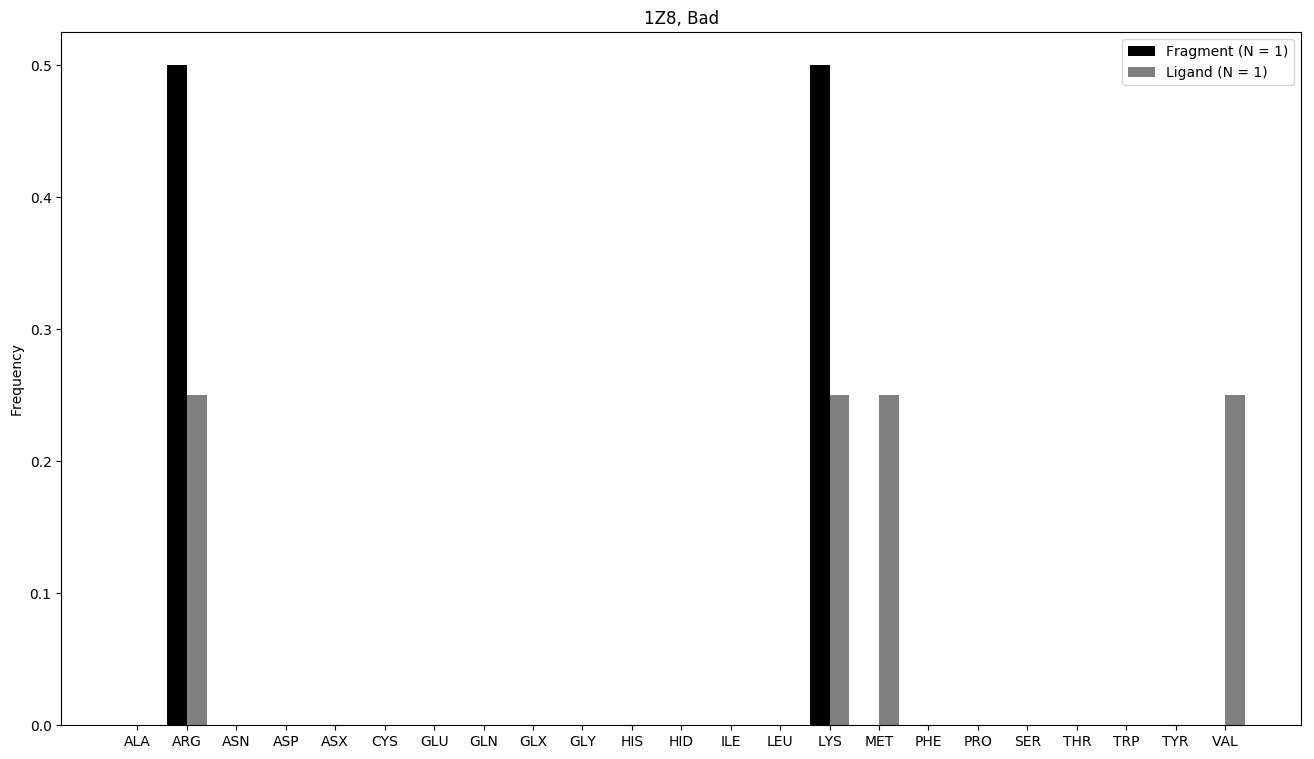 1Z8, Bad
Fragment (N = 1)
Ligand (N = 1)
Frequency
0.5
0.4
0.3
0.2
0.1
0.0
ALA ARG ASN ASP ASX CYS GLU GLN GLX GLY HIS HID ILE LEU LYS MET PHE PRO SER THR TRP TYR VAL